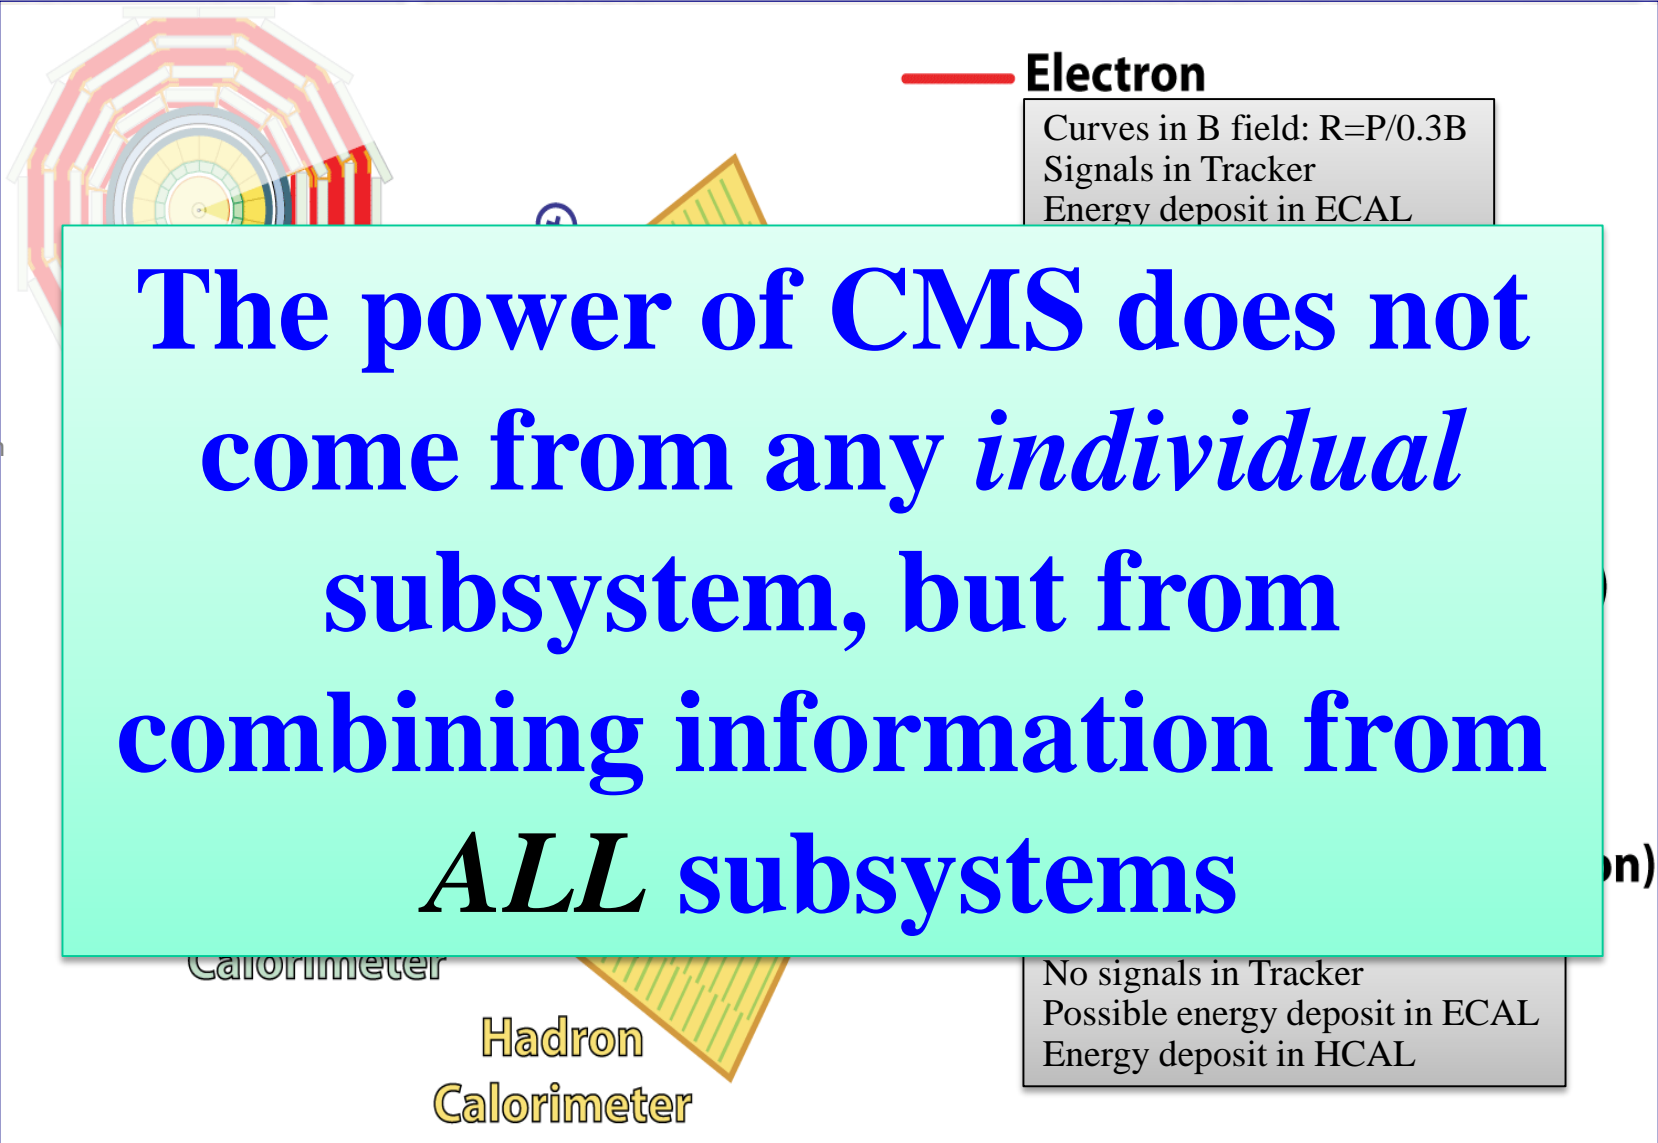 Electron
Curves in B field: R=P/0.3B
Signals in Tracker
Energy deposit in ECAL
The power of CMS does not
come from any individual
subsystem, but from
combining information from
ALL subsystems
Calorimeter
No signals in Tracker
Possible energy deposit in ECAL
Energy deposit in HCAL
Hadron
Calorimeter